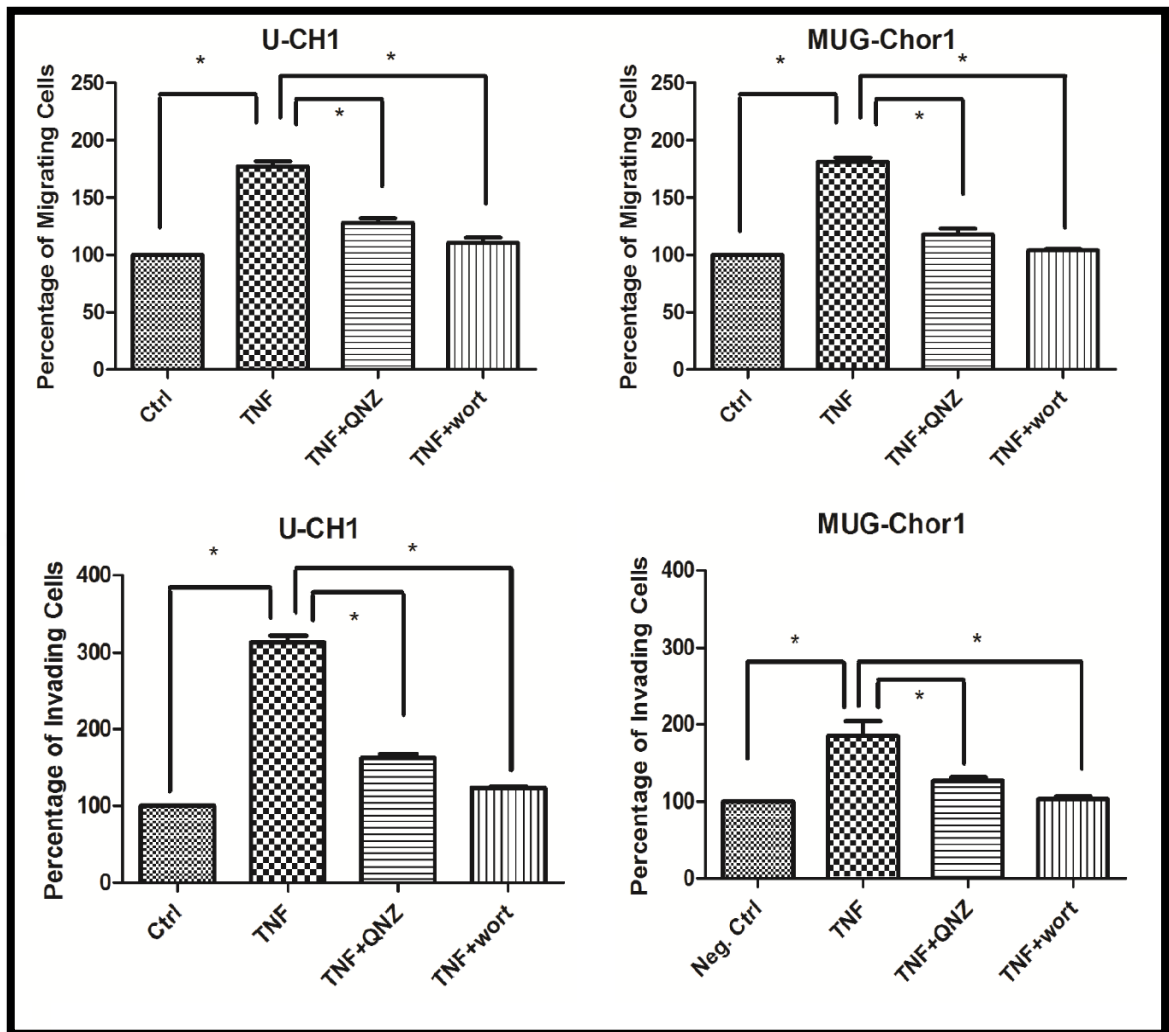 U-CH1
Percentage of Migrating Cells
250
200
150
100
50
0
*
*
*
Ctrl
TNF
TNF+QNZ
TNF+wort
MUG-Chor1
Percentage of Migrating Cells
250
200
150
100
50
0
*
*
*
Ctrl
TNF
TNF+QNZ
TNF+wort
U-CH1
Percentage of Invading Cells
400
300
200
100
0
*
*
*
Ctrl
TNF
TNF+QNZ
TNF+wort
MUG-Chor1
Percentage of Invading Cells
400
300
200
100
0
*
*
*
Neg. Ctrl
TNF
TNF+QNZ
TNF+wort